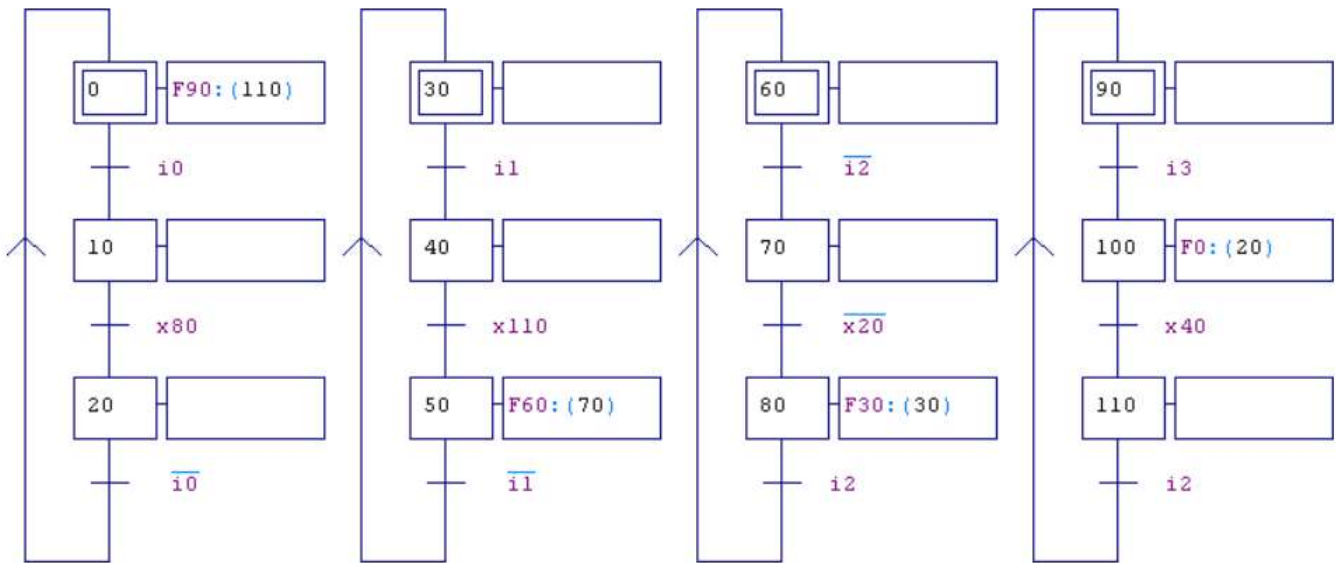 0 F90:(110) 30 60 90
i0 i1 i2 i3
10 40 70 100 F0:(20)
x80 x110 x20 x40
20 50 F60:(70) 80 F30:(30) 110
i0 i1 i2 i2